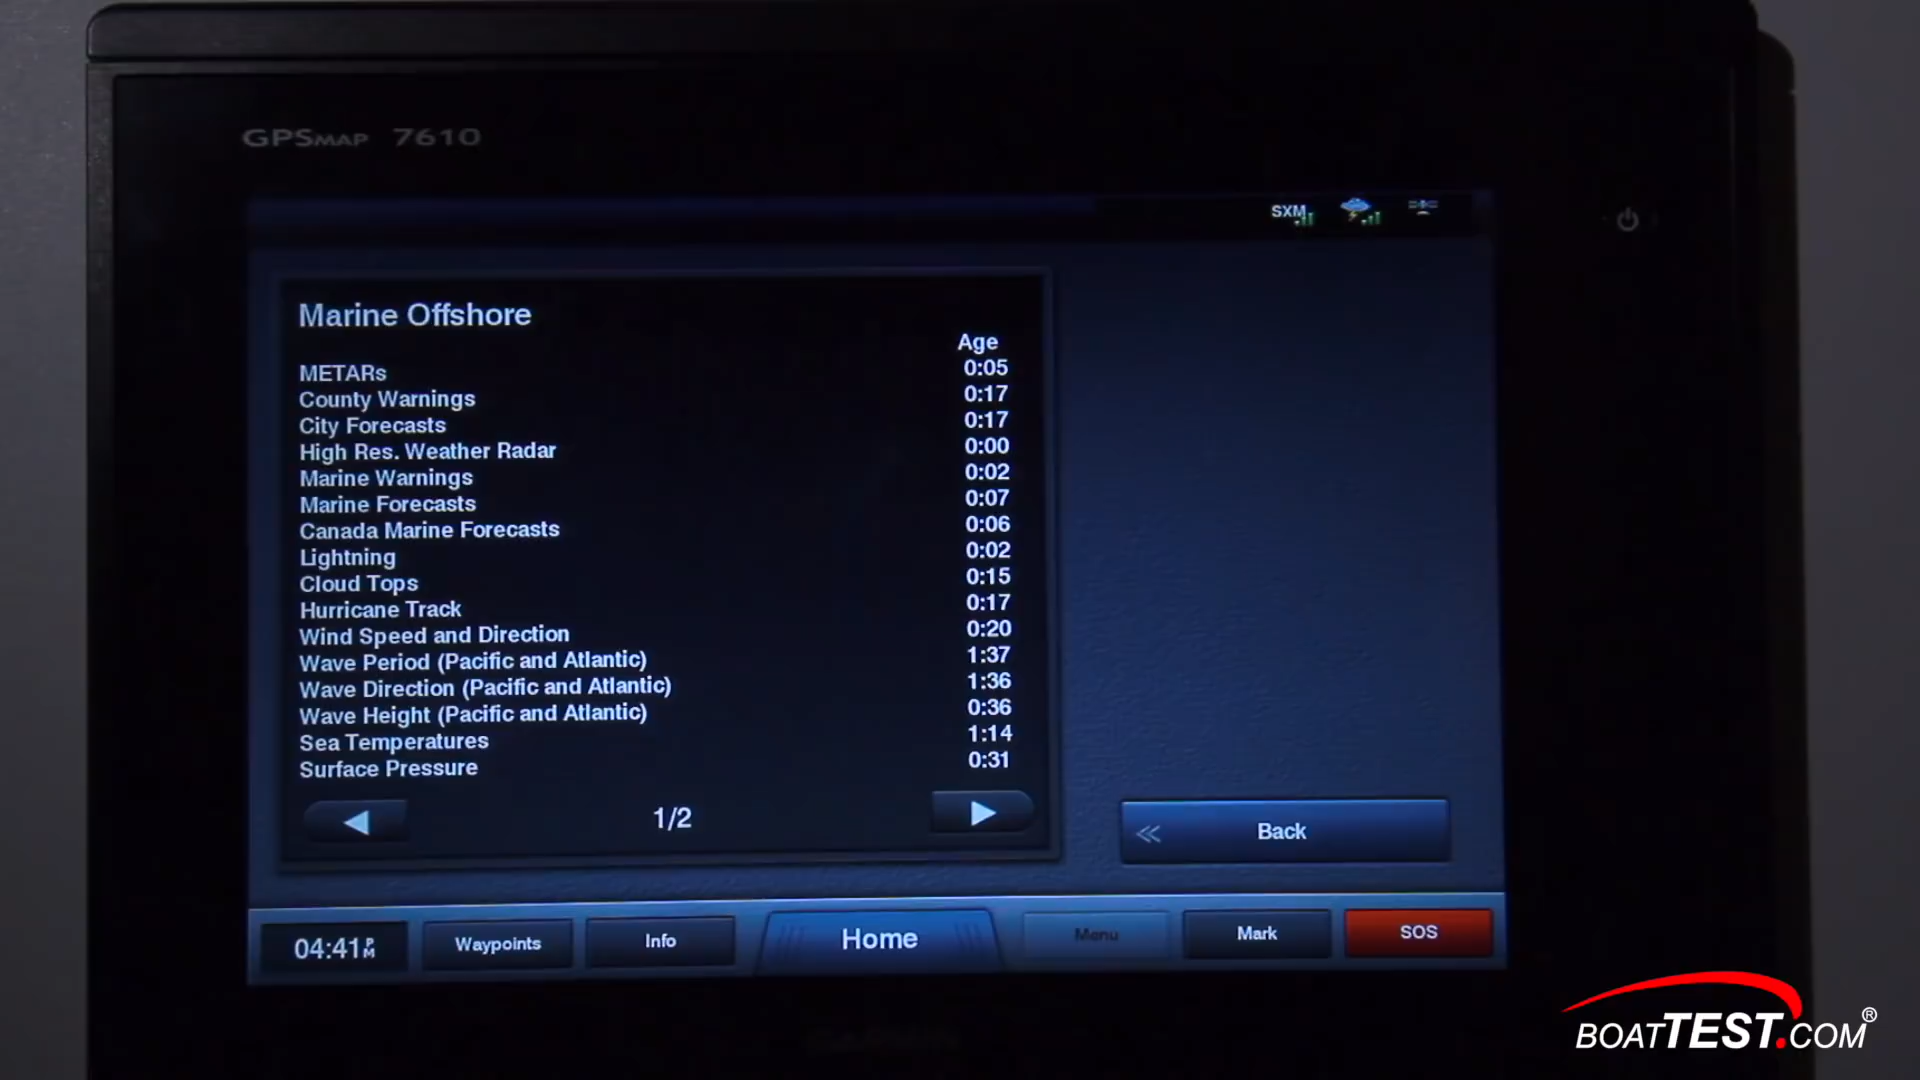 GPSMAP 7610
SXM
Marine Offshore
Age
METARs 0:05
County Warnings 0:17
City Forecasts 0:17
High Res. Weather Radar 0:00
Marine Warnings 0:02
Marine Forecasts 0:07
Canada Marine Forecasts 0:06
Lightning 0:02
Cloud Tops 0:15
Hurricane Track 0:17
Wind Speed and Direction 0:20
Wave Period (Pacific and Atlantic) 1:37
Wave Direction (Pacific and Atlantic) 1:36
Wave Height (Pacific and Atlantic) 0:36
Sea Temperatures 1:14
Surface Pressure 0:31
1/2
Back
04:41PM Waypoints Info Home Menu Mark SOS
BOATTEST.COM®